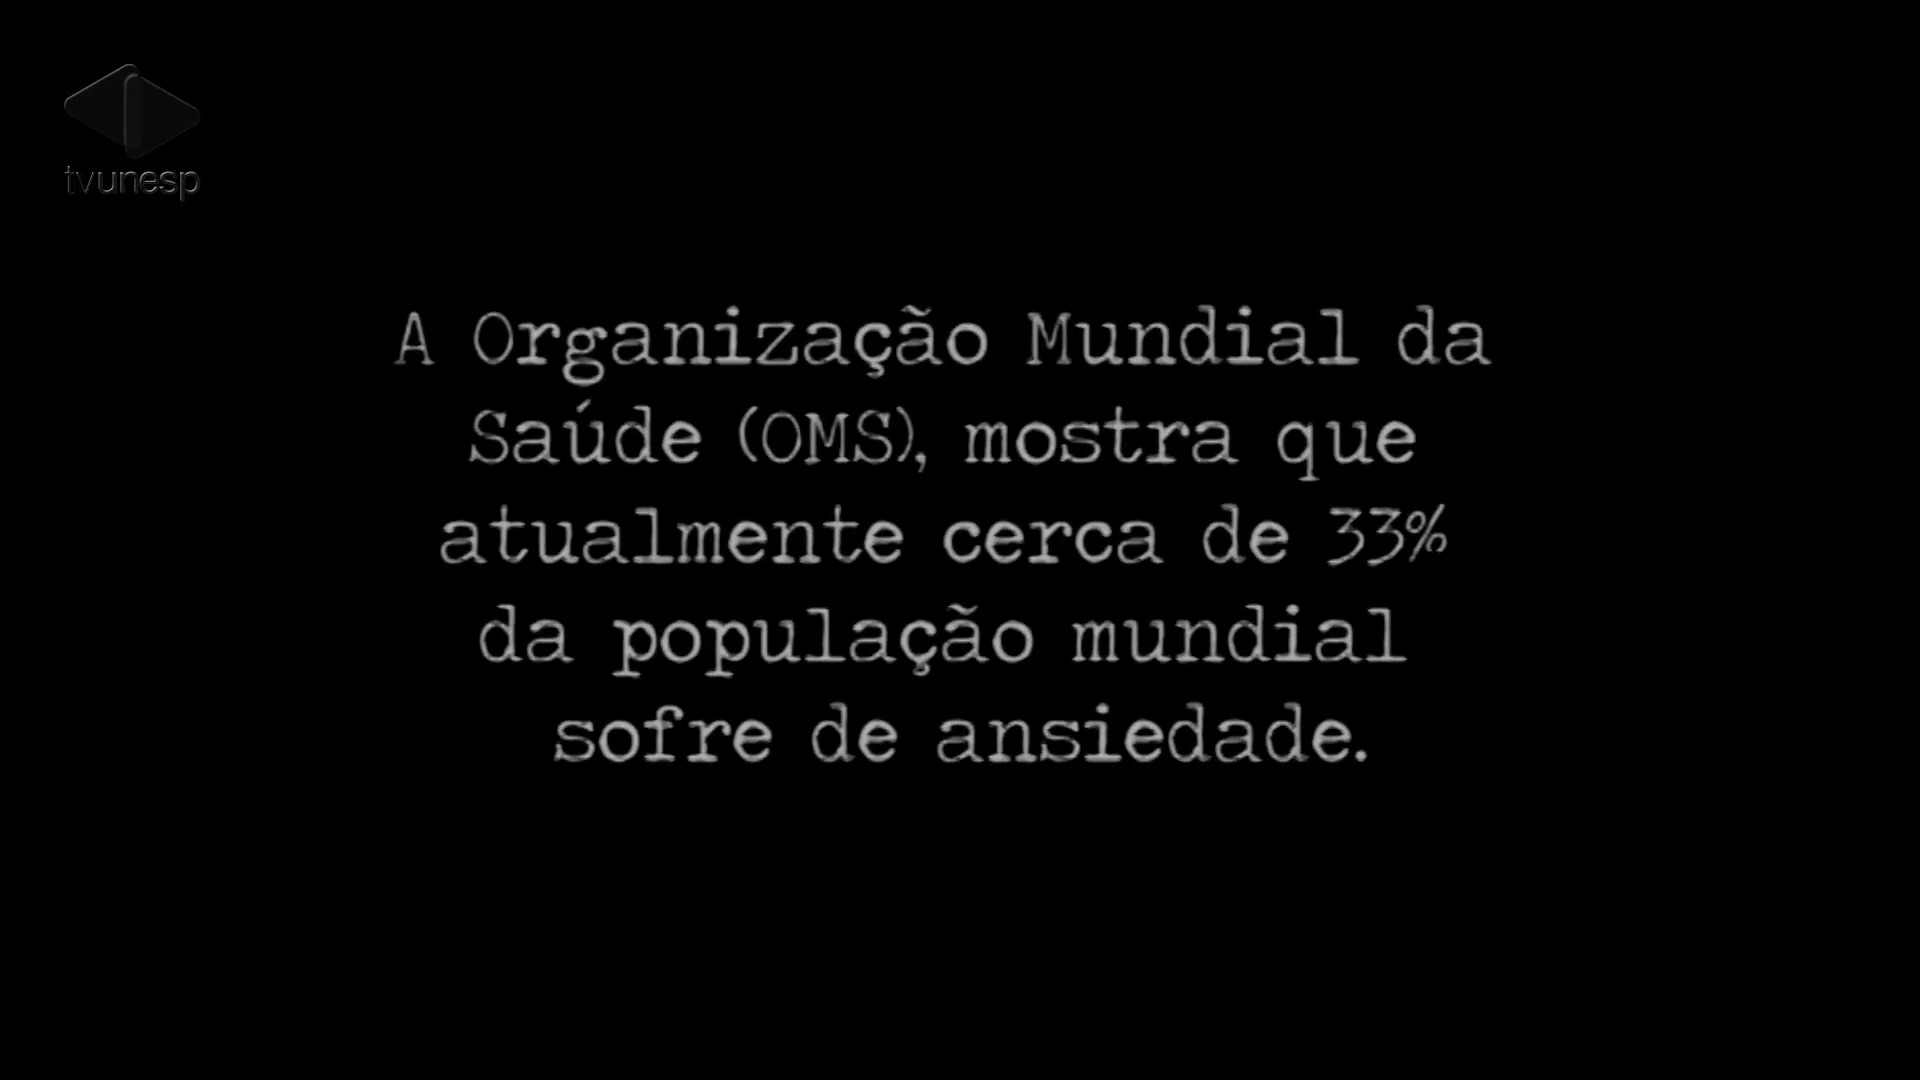 tvunesp
A Organização Mundial da
Saúde (OMS), mostra que
atualmente cerca de 33%
da população mundial
sofre de ansiedade.